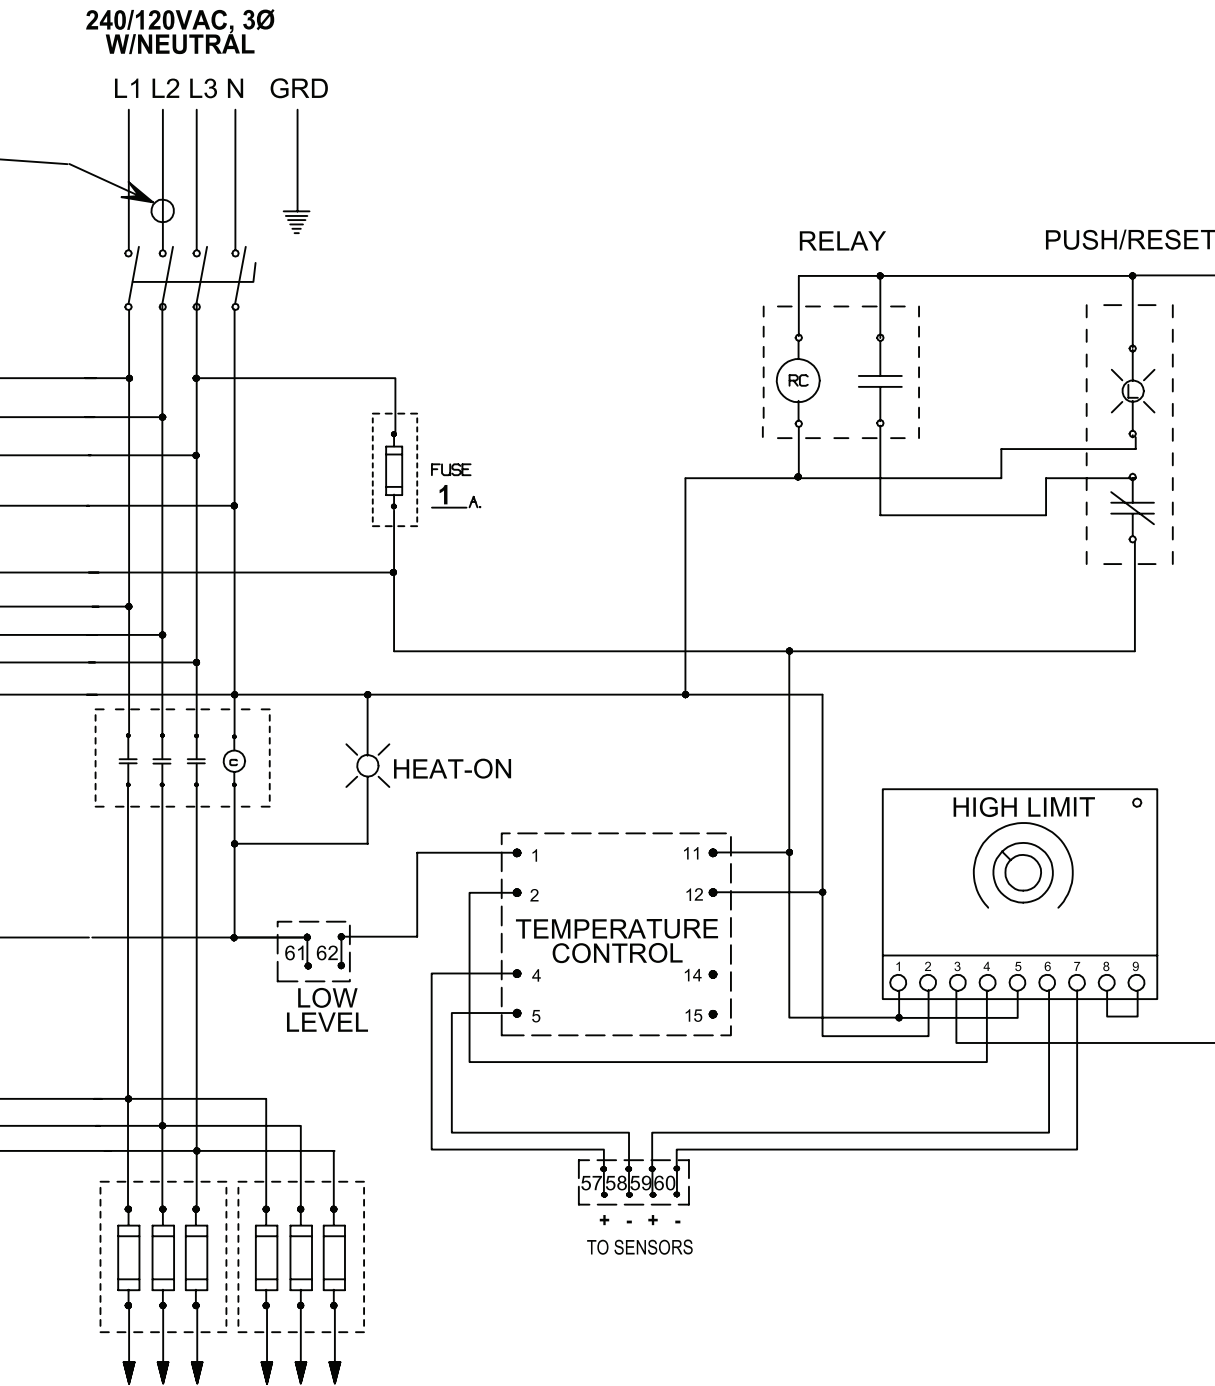 240/120VAC, 3Ø
W/NEUTRAL
L1 L2 L3 N GRD
RELAY
PUSH/RESET
RC
L
FUSE
1 A.
C
HEAT-ON
HIGH LIMIT
1 11
2 12
TEMPERATURE
CONTROL
4 14
5 15
61 62
LOW
LEVEL
1 2 3 4 5 6 7 8 9
57 58 59 60
+ - + -
TO SENSORS